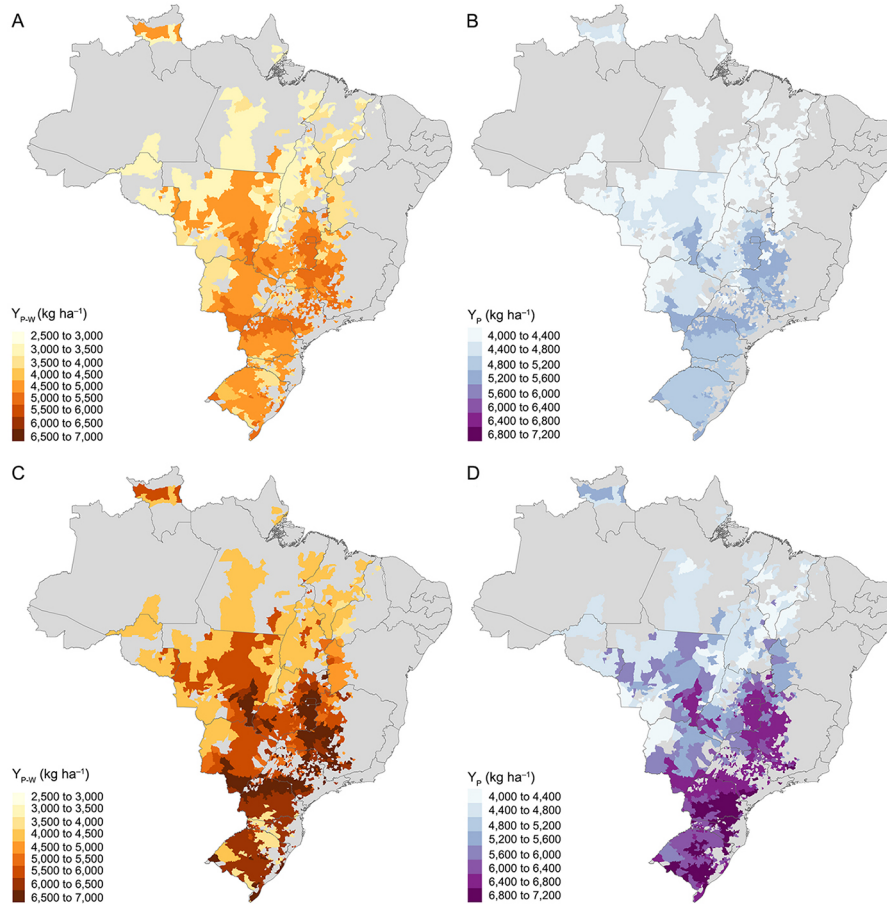 A
B
Y_P-W (kg ha⁻¹)
2,500 to 3,000
3,000 to 3,500
3,500 to 4,000
4,000 to 4,500
4,500 to 5,000
5,000 to 5,500
5,500 to 6,000
6,000 to 6,500
6,500 to 7,000
Y_P (kg ha⁻¹)
4,000 to 4,400
4,400 to 4,800
4,800 to 5,200
5,200 to 5,600
5,600 to 6,000
6,000 to 6,400
6,400 to 6,800
6,800 to 7,200
C
D
Y_P-W (kg ha⁻¹)
2,500 to 3,000
3,000 to 3,500
3,500 to 4,000
4,000 to 4,500
4,500 to 5,000
5,000 to 5,500
5,500 to 6,000
6,000 to 6,500
6,500 to 7,000
Y_P (kg ha⁻¹)
4,000 to 4,400
4,400 to 4,800
4,800 to 5,200
5,200 to 5,600
5,600 to 6,000
6,000 to 6,400
6,400 to 6,800
6,800 to 7,200